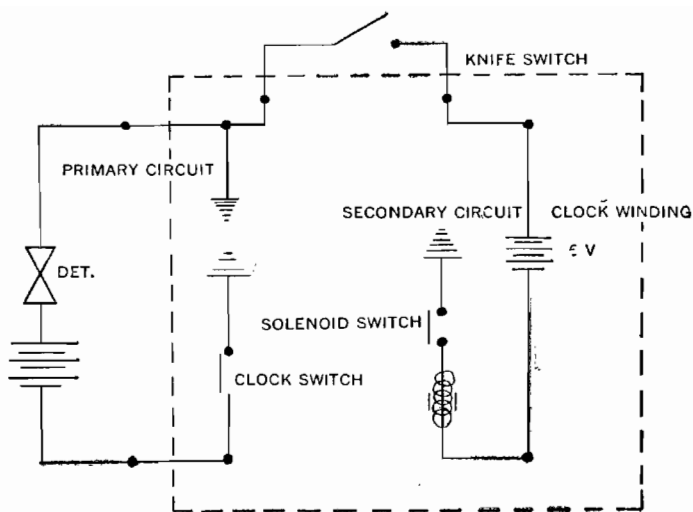 KNIFE SWITCH
PRIMARY CIRCUIT
SECONDARY CIRCUIT
CLOCK WINDING
DET.
V
SOLENOID SWITCH
CLOCK SWITCH